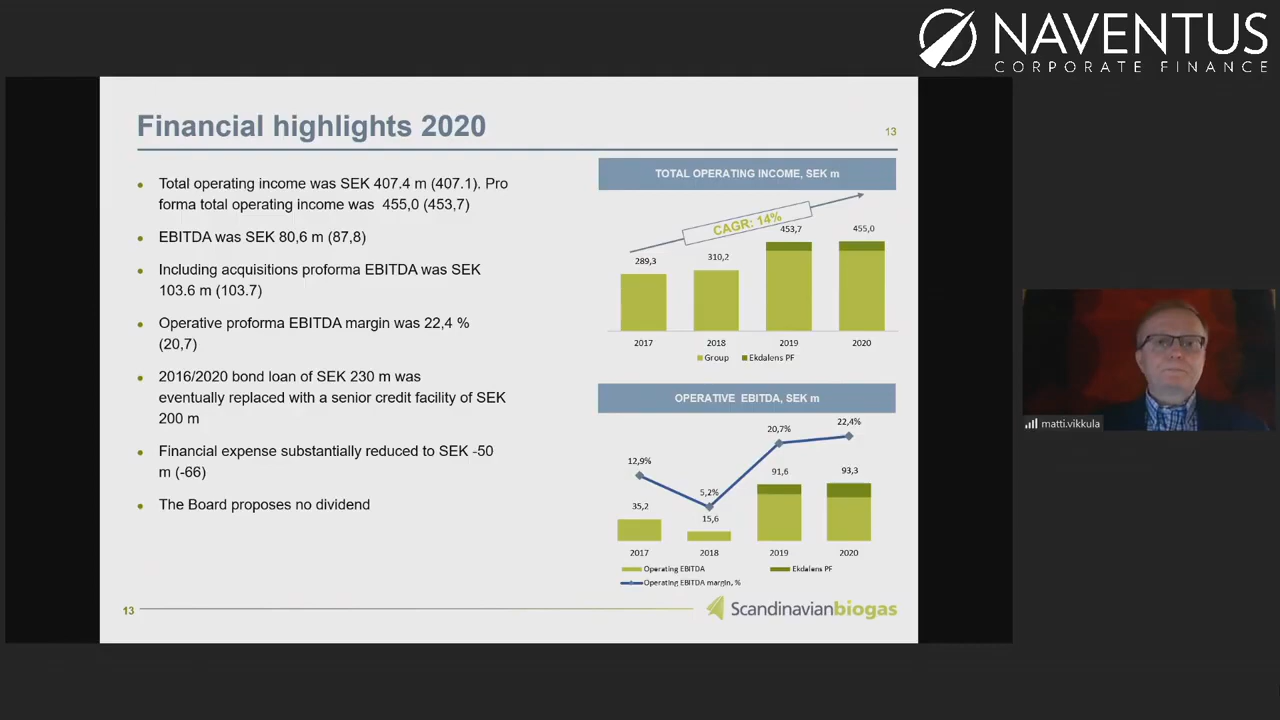 NAVENTUS
CORPORATE FINANCE
Financial highlights 2020
13
Total operating income was SEK 407.4 m (407.1). Pro
forma total operating income was 455,0 (453,7)
EBITDA was SEK 80,6 m (87,8)
Including acquisitions proforma EBITDA was SEK
103.6 m (103.7)
Operative proforma EBITDA margin was 22,4 %
(20,7)
2016/2020 bond loan of SEK 230 m was
eventually replaced with a senior credit facility of SEK
200 m
Financial expense substantially reduced to SEK -50
m (-66)
The Board proposes no dividend
TOTAL OPERATING INCOME, SEK m
CAGR: 14%
289,3
310,2
453,7
455,0
2017
2018
2019
2020
Group
Ekdalens PF
OPERATIVE EBITDA, SEK m
12,9%
5,2%
20,7%
22,4%
35,2
15,6
91,6
93,3
2017
2018
2019
2020
Operating EBITDA
Ekdalens PF
Operating EBITDA margin, %
13
Scandinavianbiogas
matti.vikkula